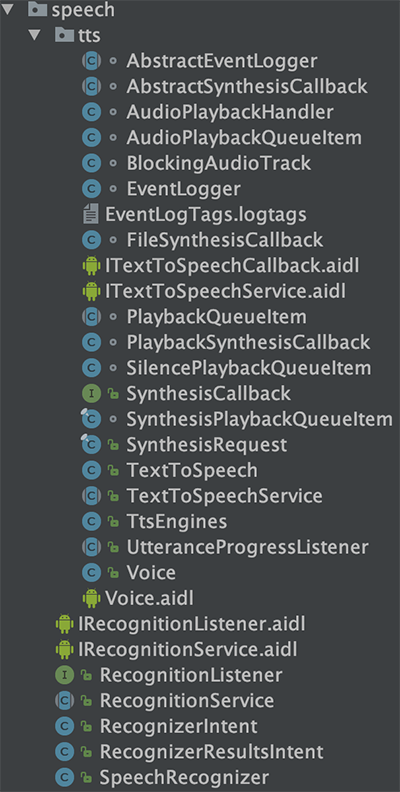 speech
tts
AbstractEventLogger
AbstractSynthesisCallback
AudioPlaybackHandler
AudioPlaybackQueueItem
BlockingAudioTrack
EventLogger
EventLogTags.logtags
FileSynthesisCallback
ITextToSpeechCallback.aidl
ITextToSpeechService.aidl
PlaybackQueueItem
PlaybackSynthesisCallback
SilencePlaybackQueueItem
SynthesisCallback
SynthesisPlaybackQueueItem
SynthesisRequest
TextToSpeech
TextToSpeechService
TtsEngines
UtteranceProgressListener
Voice
Voice.aidl
IRecognitionListener.aidl
IRecognitionService.aidl
RecognitionListener
RecognitionService
RecognizerIntent
RecognizerResultsIntent
SpeechRecognizer